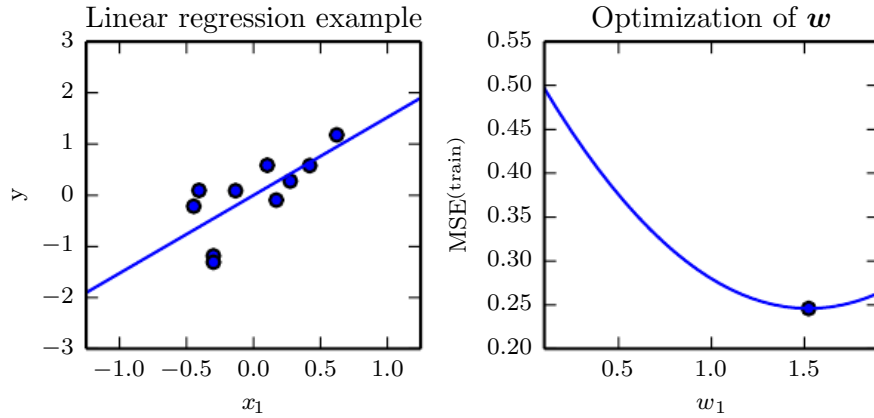 Linear regression example
3
2
1
0
−1
−2
−3
y
−1.0 −0.5 0.0 0.5 1.0
x1
Optimization of w
0.55
0.50
0.45
0.40
0.35
0.30
0.25
0.20
MSE(train)
0.5 1.0 1.5
w1